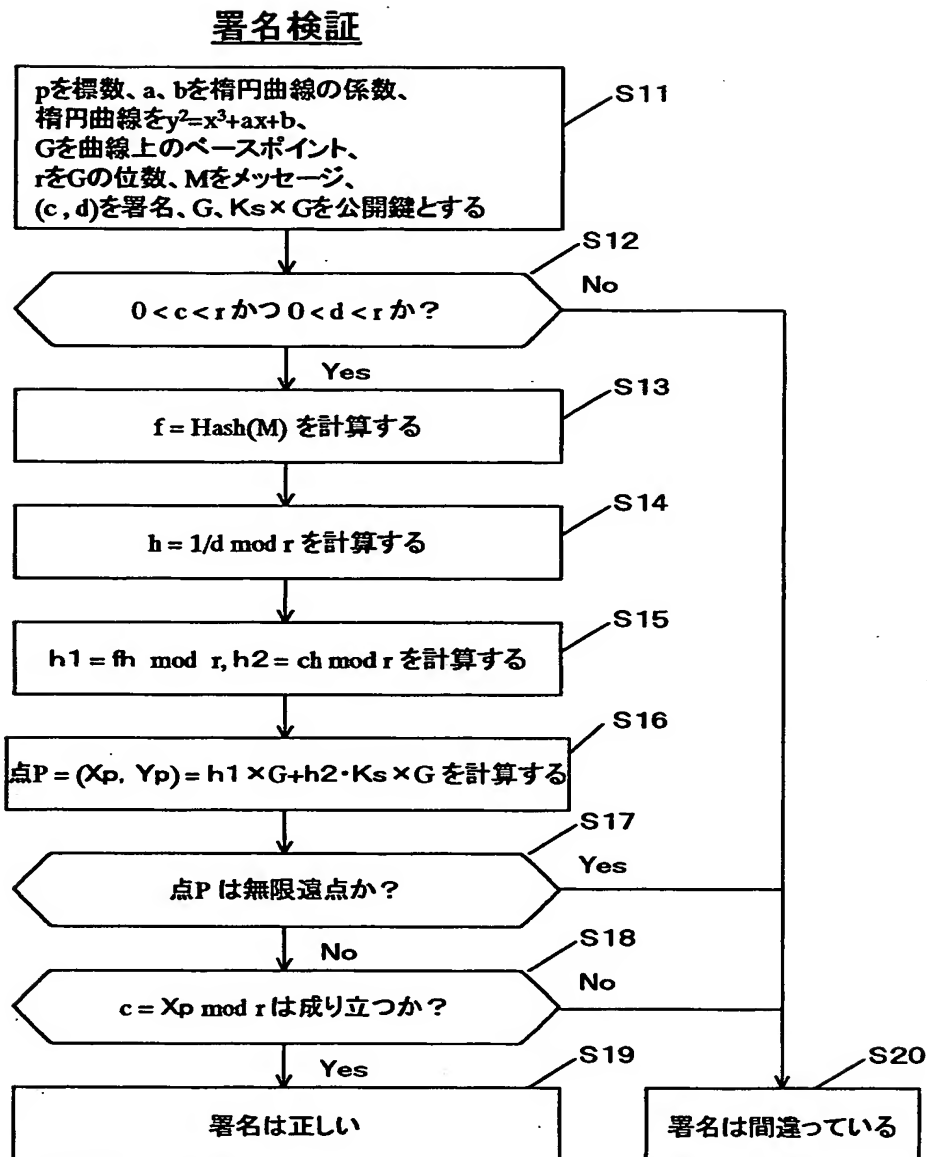 署名検証
pを標数、a、bを楕円曲線の係数、
楕円曲線をy²=x³+ax+b、
Gを曲線上のベースポイント、
rをGの位数、Mをメッセージ、
(c , d)を署名、G、Ks×Gを公開鍵とする
S11
S12
0<c<r かつ 0<d<r か?
No
Yes
S13
f = Hash(M) を計算する
S14
h = 1/d mod r を計算する
S15
h1 = fh mod r, h2 = ch mod r を計算する
S16
点P = (Xp, Yp) = h1×G+h2・Ks×G を計算する
S17
点P は無限遠点か?
Yes
No
S18
c = Xp mod r は成り立つか?
No
Yes
S19
署名は正しい
S20
署名は間違っている